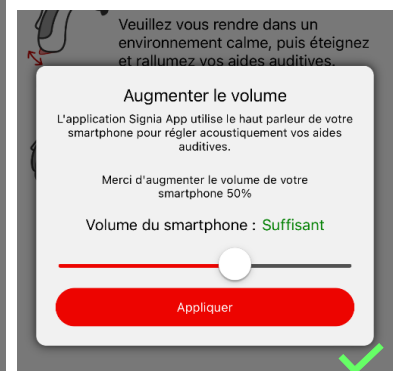 Veuillez vous rendre dans un
environnement calme, puis éteignez
et rallumez vos aides auditives.
Augmenter le volume
L'application Signia App utilise le haut parleur de votre
smartphone pour régler acoustiquement vos aides
auditives.
Merci d'augmenter le volume de votre
smartphone 50%
Volume du smartphone : Suffisant
Appliquer